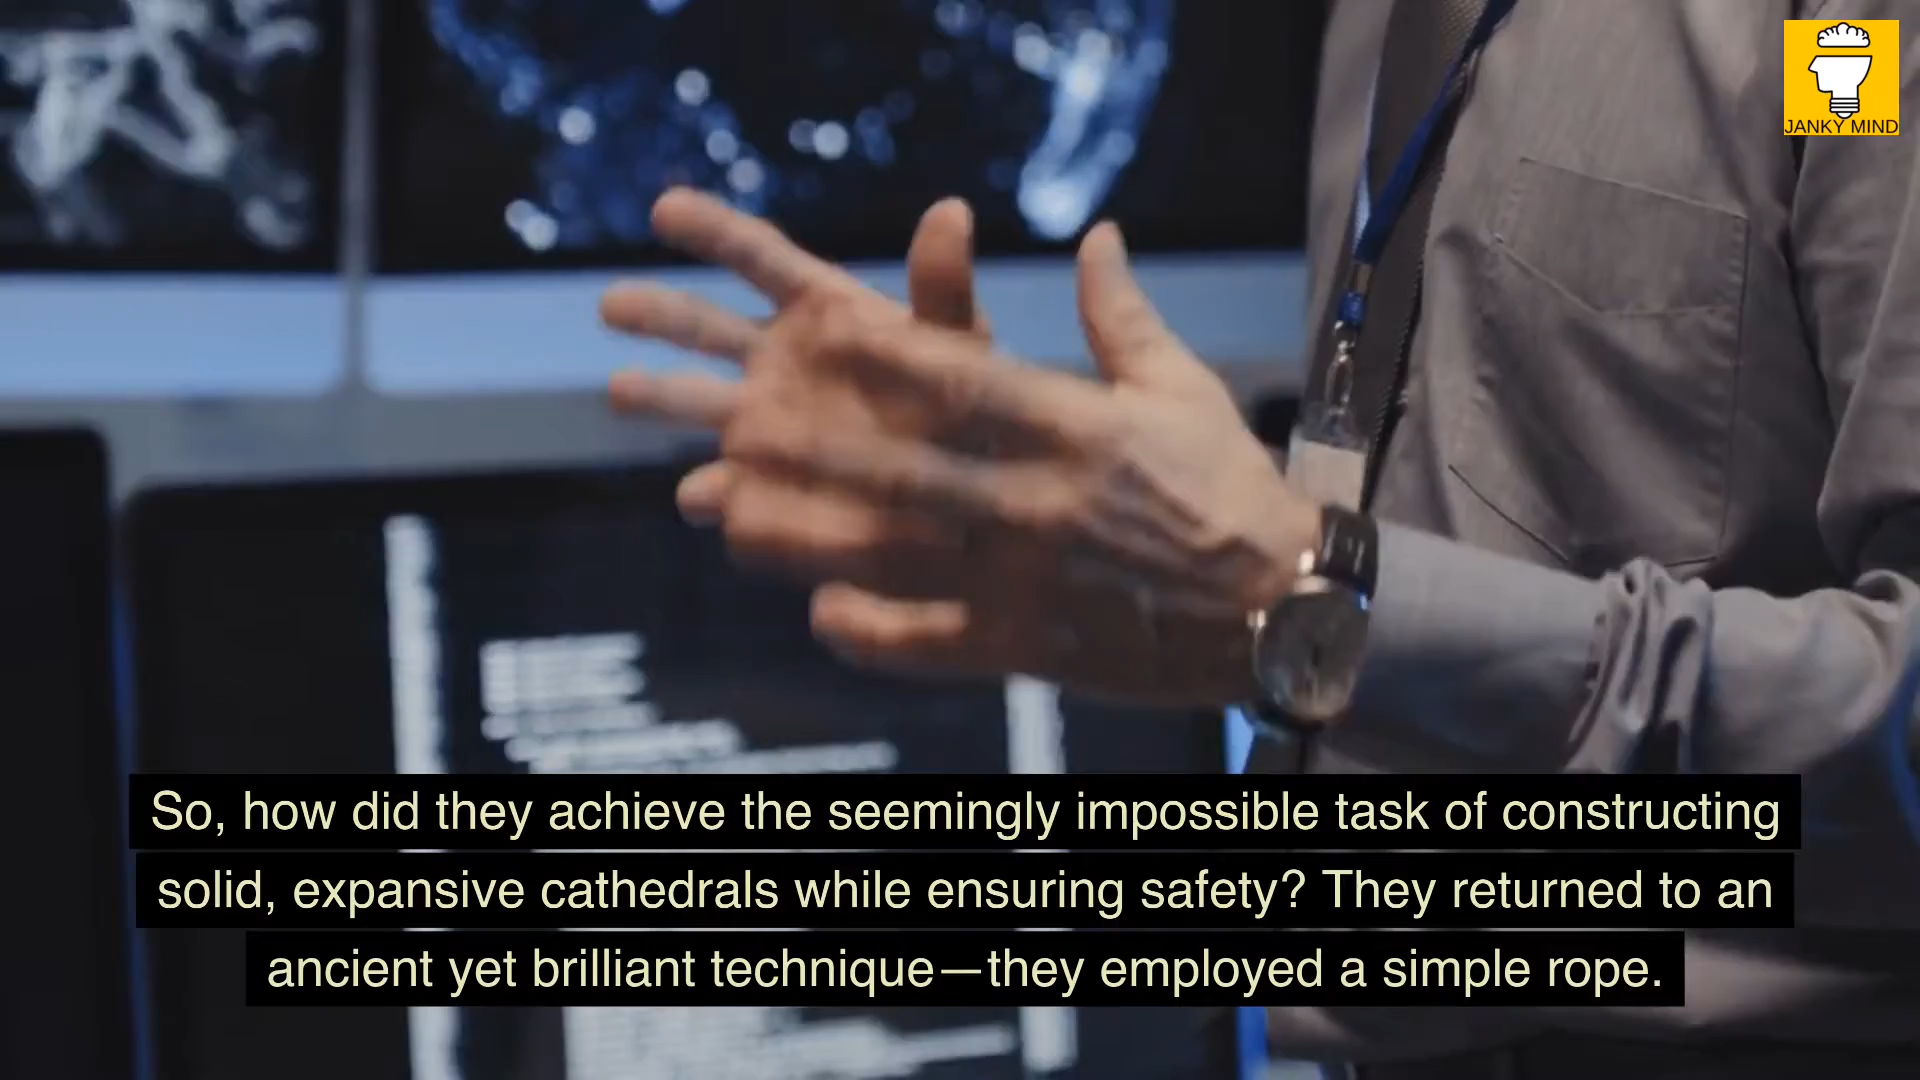 JANKY MIND
So, how did they achieve the seemingly impossible task of constructing
solid, expansive cathedrals while ensuring safety? They returned to an
ancient yet brilliant technique—they employed a simple rope.